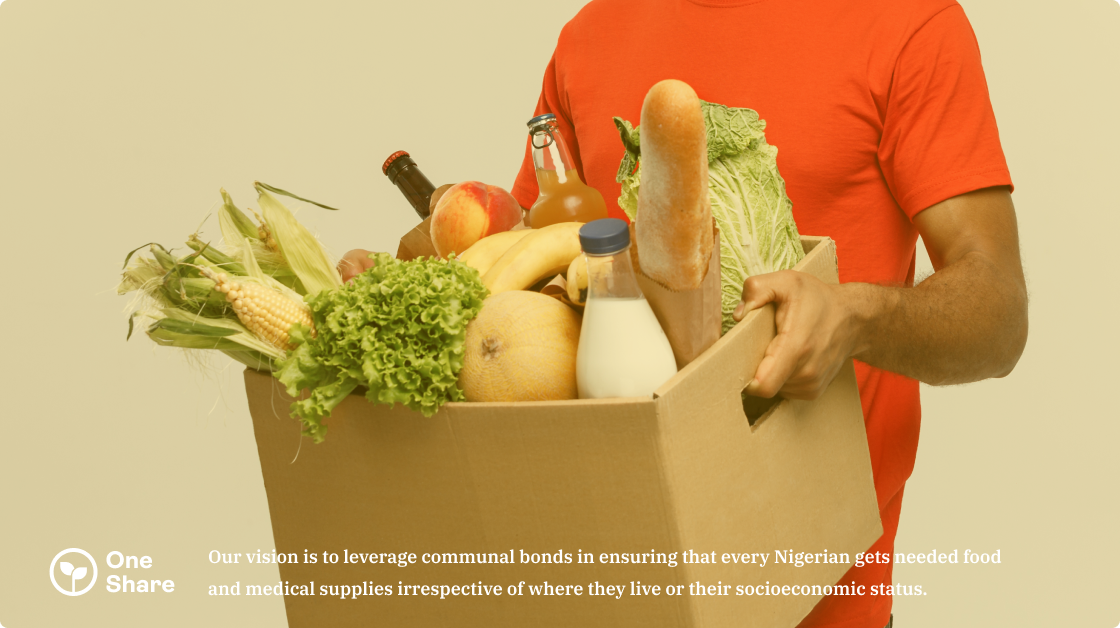 One
Share
Our vision is to leverage communal bonds in ensuring that every Nigerian gets needed food
and medical supplies irrespective of where they live or their socioeconomic status.